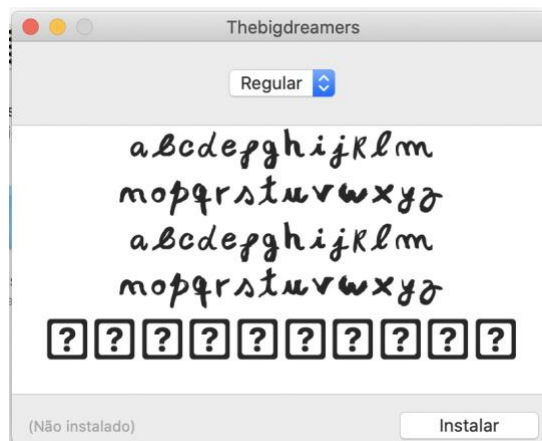 Thebigdreamers
Regular
abcdefghijklm
nopqrstuvwxyz
abcdefghijklm
nopqrstuvwxyz
??????????
(Não instalado)
Instalar